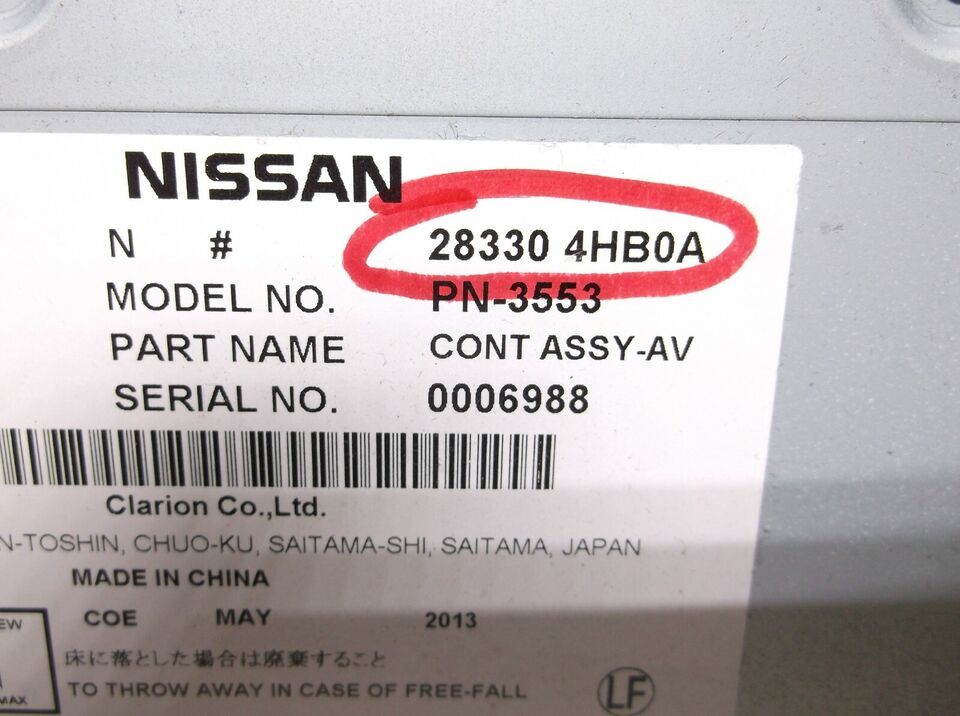 NISSAN
N # 28330 4HB0A
MODEL NO. PN-3553
PART NAME CONT ASSY-AV
SERIAL NO. 0006988
Clarion Co.,Ltd.
N-TOSHIN, CHUO-KU, SAITAMA-SHI, SAITAMA, JAPAN
MADE IN CHINA
COE MAY 2013
EW
床に落とした場合は廃棄すること
MAX
TO THROW AWAY IN CASE OF FREE-FALL
LF